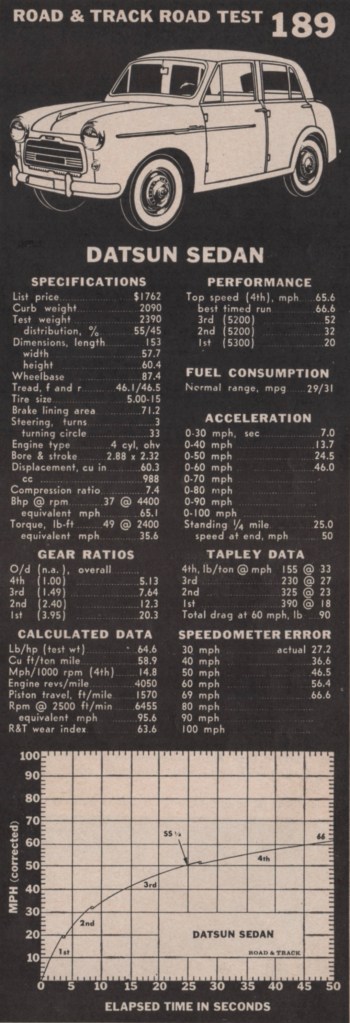 ROAD & TRACK ROAD TEST 189
DATSUN SEDAN
SPECIFICATIONS
List price $1762
Curb weight 2090
Test weight 2390
distribution, % 55/45
Dimensions, length 153
width 57.7
height 60.4
Wheelbase 87.4
Tread, f and r 46.1/46.5
Tire size 5.00-15
Brake lining area 71.2
Steering, turns 3
turning circle 33
Engine type 4 cyl, ohv
Bore & stroke 2.88 x 2.32
Displacement, cu in 60.3
cc 988
Compression ratio 7.4
Bhp @ rpm 37 @ 4400
equivalent mph 65.1
Torque, lb-ft 49 @ 2400
equivalent mph 35.6
GEAR RATIOS
O/d (n.a.), overall
4th (1.00) 5.13
3rd (1.49) 7.64
2nd (2.40) 12.3
1st (3.95) 20.3
CALCULATED DATA
Lb/hp (test wt) 64.6
Cu ft/ton mile 58.9
Mph/1000 rpm (4th) 14.8
Engine revs/mile 4050
Piston travel, ft/mile 1570
Rpm @ 2500 ft/min 6455
equivalent mph 95.6
R&T wear index 63.6
PERFORMANCE
Top speed (4th), mph 65.6
best timed run 66.6
3rd (5200) 52
2nd (5200) 32
1st (5300) 20
FUEL CONSUMPTION
Normal range, mpg 29/31
ACCELERATION
0-30 mph, sec 7.0
0-40 mph 13.7
0-50 mph 24.5
0-60 mph 46.0
0-70 mph
0-80 mph
0-90 mph
0-100 mph
Standing ¼ mile 25.0
speed at end, mph 50
TAPLEY DATA
4th, lb/ton @ mph 155 @ 33
3rd 230 @ 27
2nd 325 @ 23
1st 390 @ 18
Total drag at 60 mph, lb 90
SPEEDOMETER ERROR
30 mph actual 27.2
40 mph 36.6
50 mph 46.5
60 mph 56.4
69 mph 66.6
80 mph
90 mph
100 mph
MPH (corrected)
100
90
80
70
60
50
40
30
20
10
1st
2nd
3rd
SS ¼
4th
66
DATSUN SEDAN
ROAD & TRACK
0 5 10 15 20 25 30 35 40 45 50
ELAPSED TIME IN SECONDS